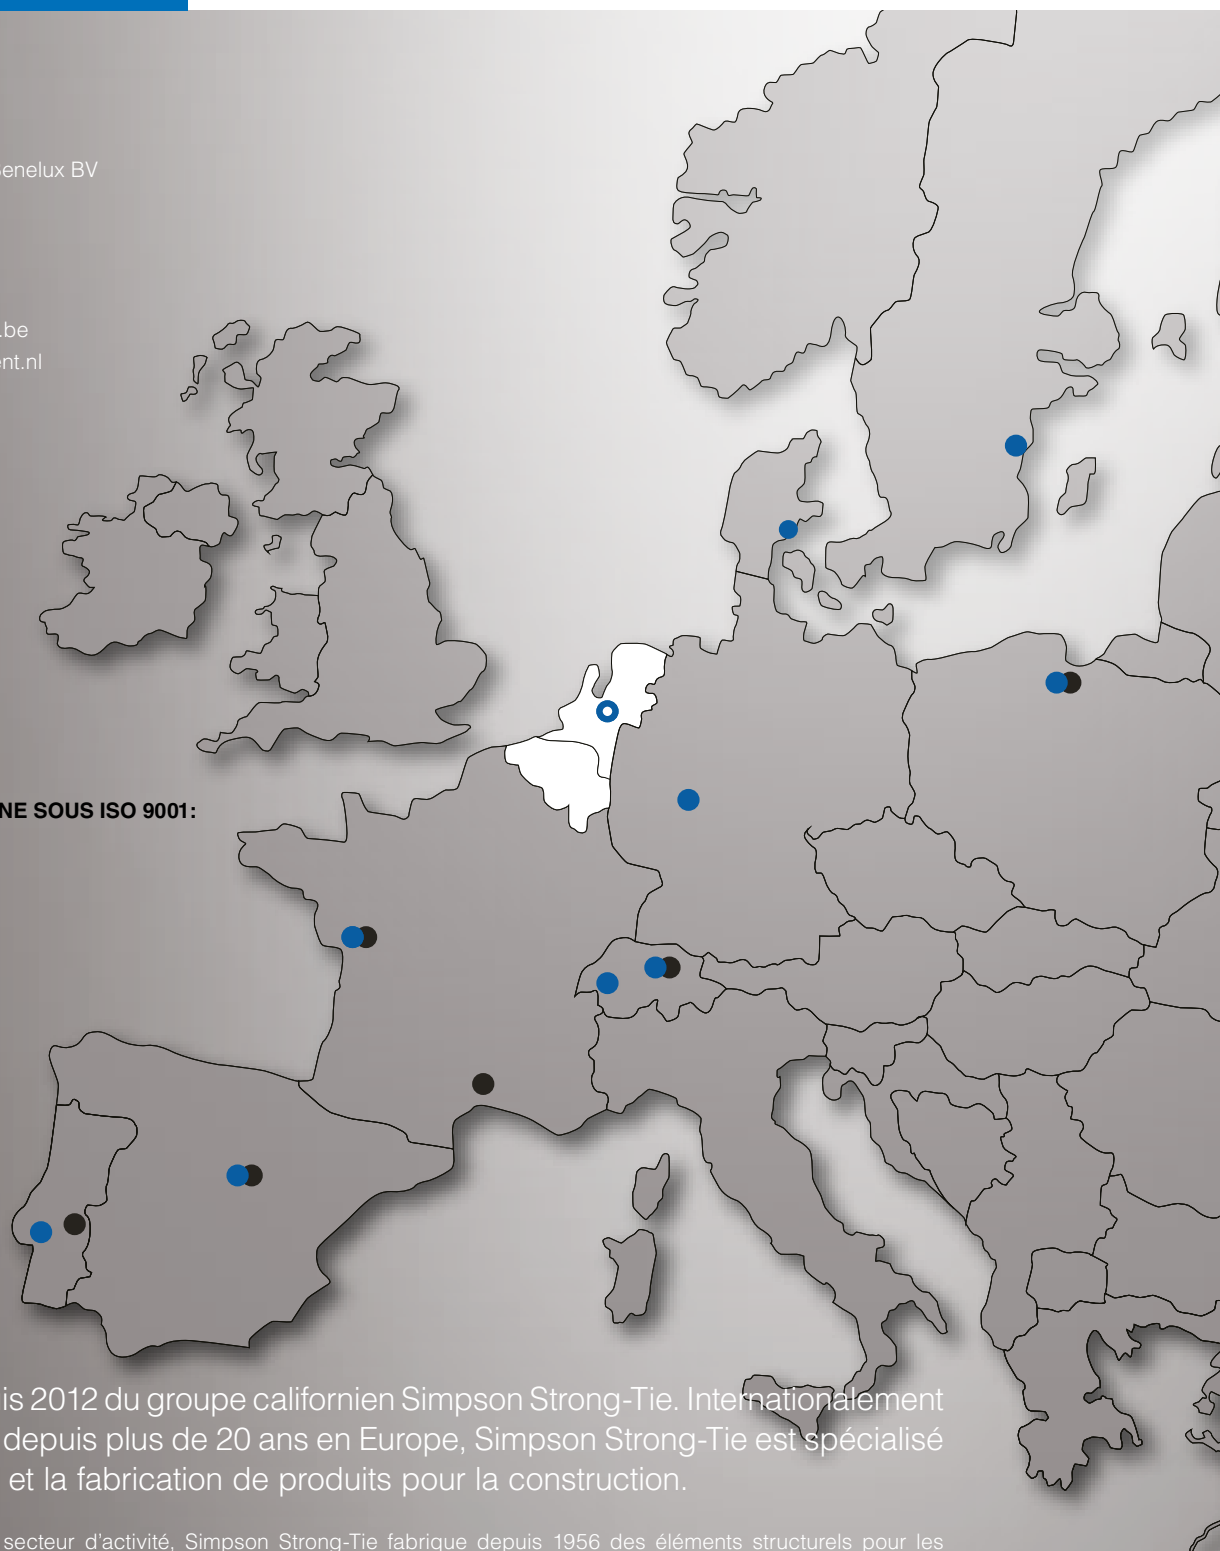 Benelux BV
.be
ent.nl
NE SOUS ISO 9001:
is 2012 du groupe californien Simpson Strong-Tie. Internationalement
depuis plus de 20 ans en Europe, Simpson Strong-Tie est spécialisé
et la fabrication de produits pour la construction.
secteur d'activité, Simpson Strong-Tie fabrique depuis 1956 des éléments structurels pour les